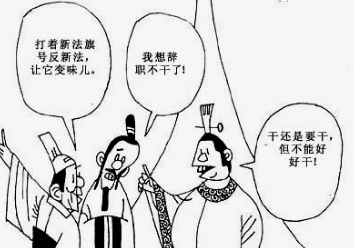 打着新法旗
号反新法，
让它变味儿。
我想辞
职不干了！
干还是要干，
但不能好
好干！